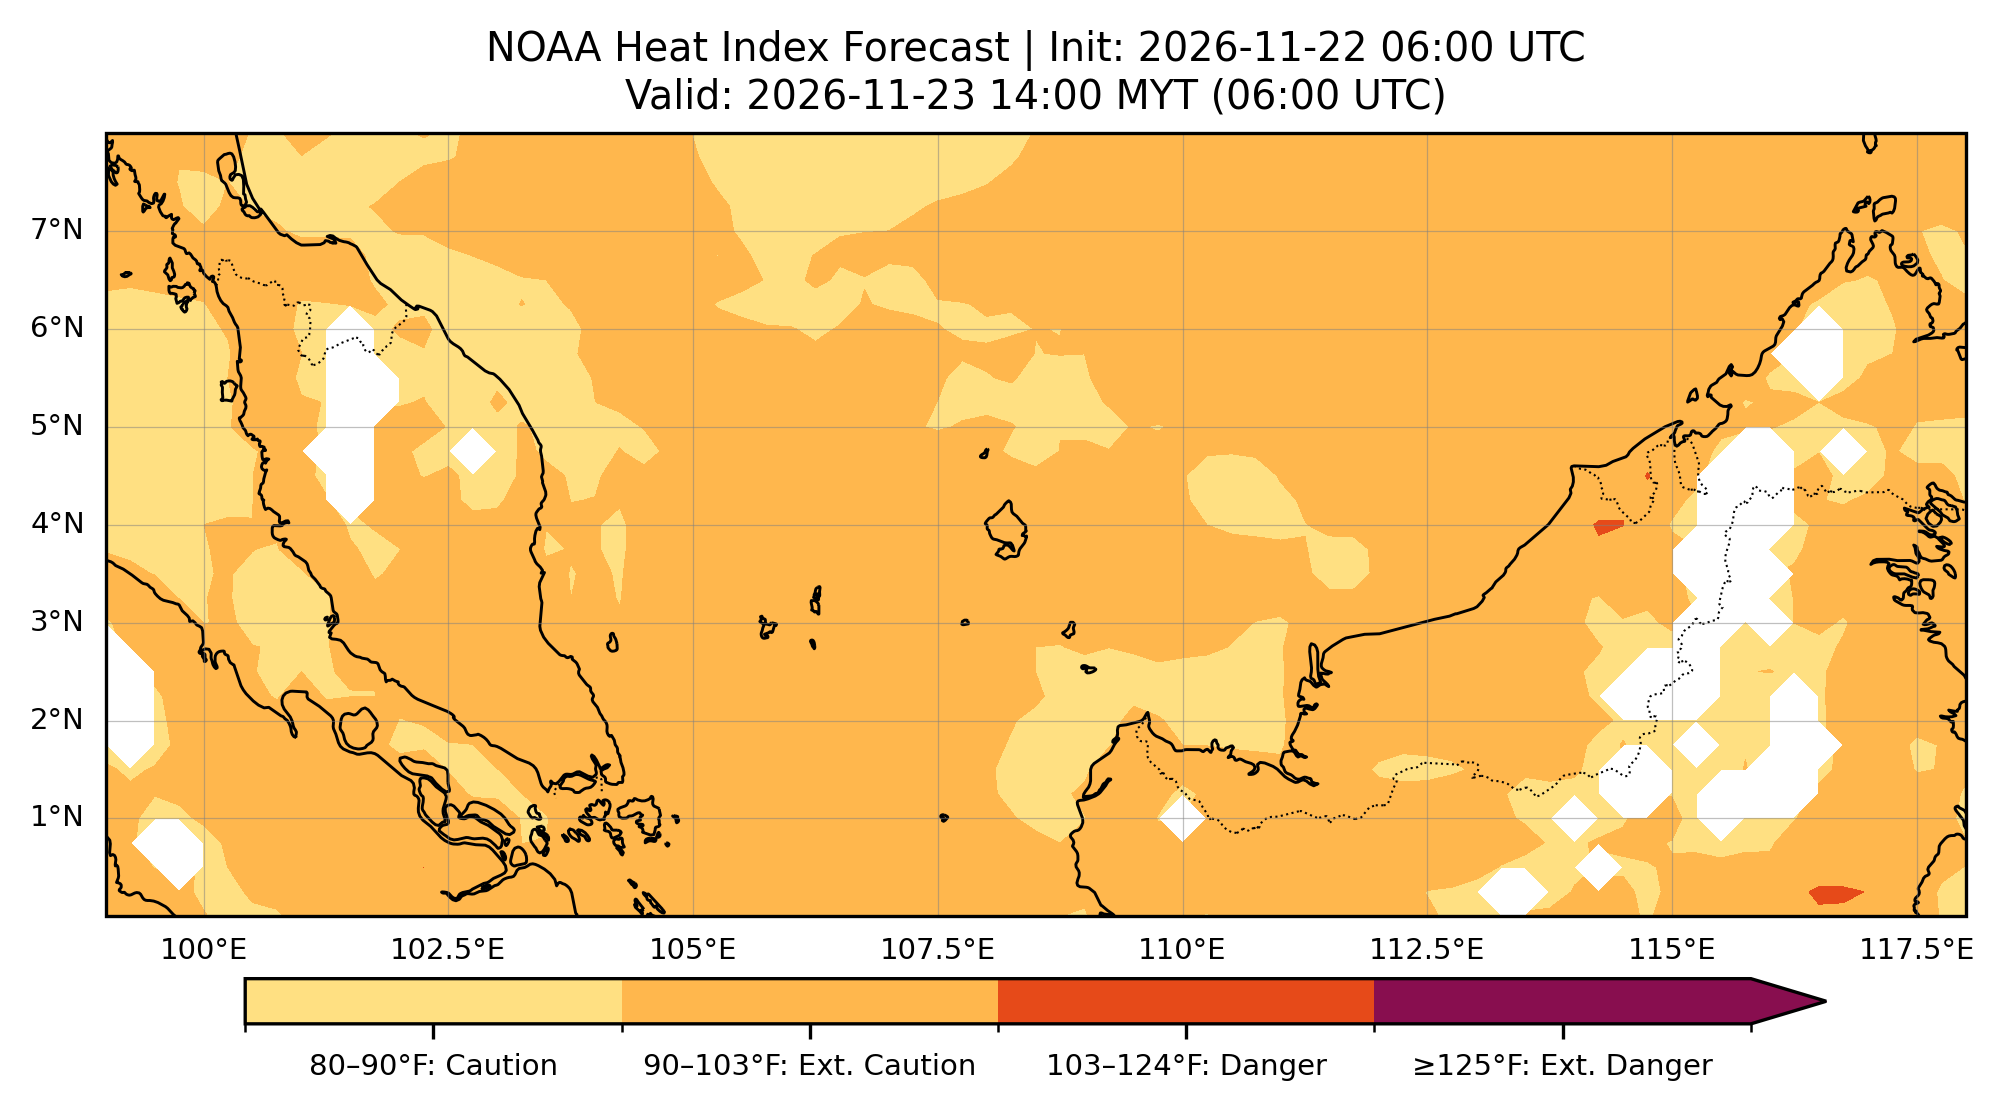 NOAA Heat Index Forecast | Init: 2026-11-22 06:00 UTC
Valid: 2026-11-23 14:00 MYT (06:00 UTC)
7°N
6°N
5°N
4°N
3°N
2°N
1°N
100°E 102.5°E 105°E 107.5°E 110°E 112.5°E 115°E 117.5°E
80–90°F: Caution 90–103°F: Ext. Caution 103–124°F: Danger ≥125°F: Ext. Danger